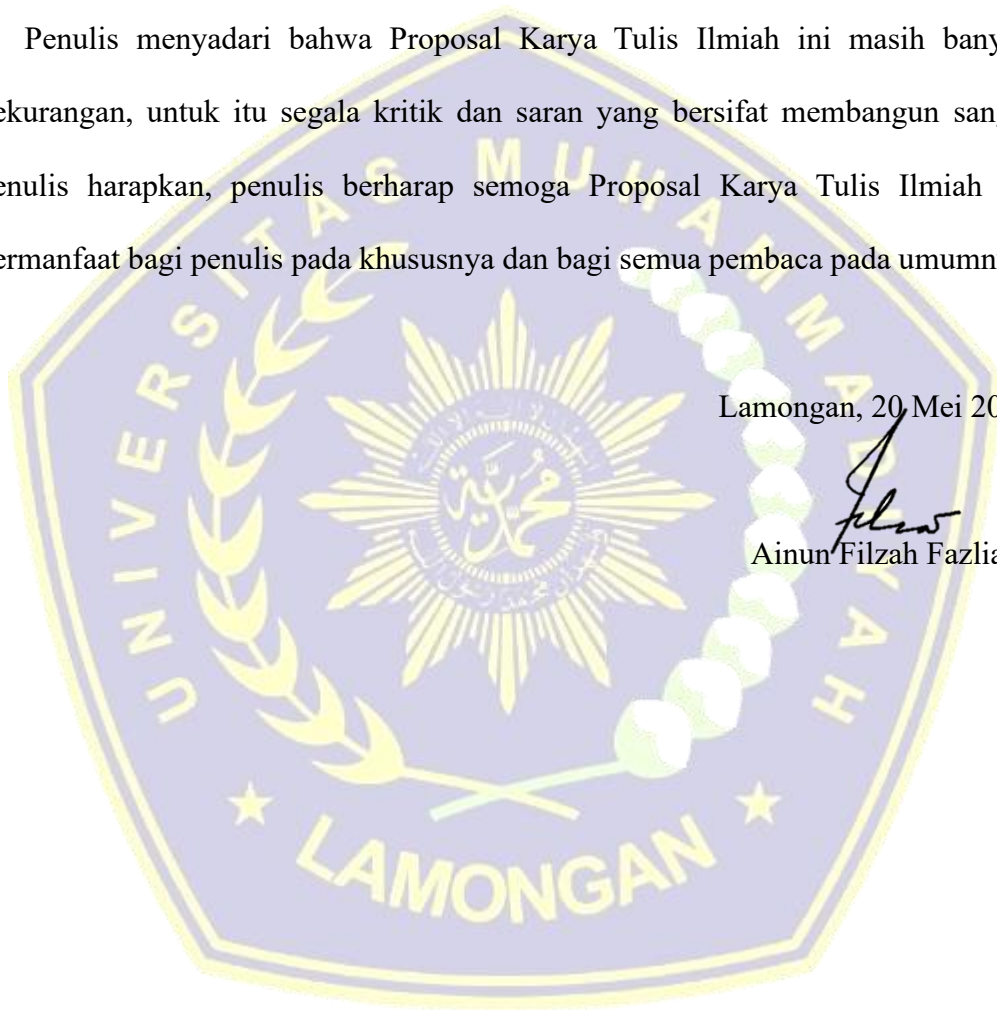 Penulis menyadari bahwa Proposal Karya Tulis Ilmiah ini masih bany
ekurangan, untuk itu segala kritik dan saran yang bersifat membangun sang
enulis harapkan, penulis berharap semoga Proposal Karya Tulis Ilmiah
ermanfaat bagi penulis pada khususnya dan bagi semua pembaca pada umumn
Lamongan, 20 Mei 20
Ainun Filzah Fazlia
UNIVERSITAS MUHAMMADIYAH
LAMONGAN
محمدية